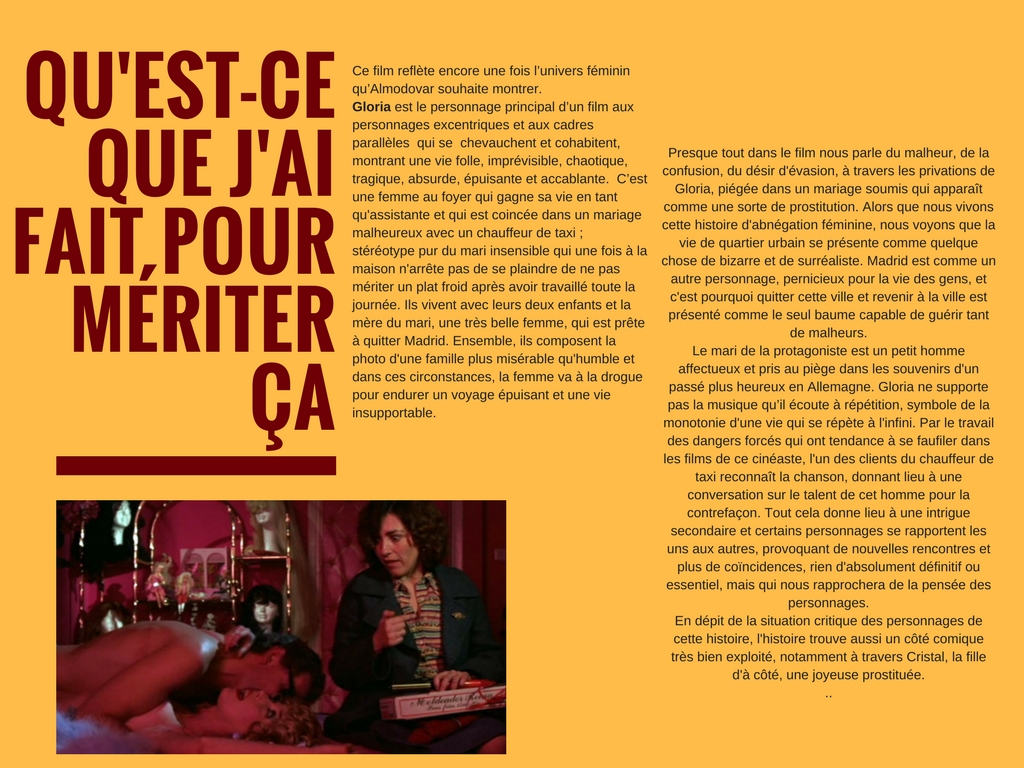 QU'EST-CE
QUE J'AI
FAIT,POUR
MÉRITER
ÇA
Ce film reflète encore une fois l'univers féminin
qu'Almodovar souhaite montrer.
Gloria est le personnage principal d'un film aux
personnages excentriques et aux cadres
parallèles  qui se  chevauchent et cohabitent,
montrant une vie folle, imprévisible, chaotique,
tragique, absurde, épuisante et accablante.  C'est
une femme au foyer qui gagne sa vie en tant
qu'assistante et qui est coincée dans un mariage
malheureux avec un chauffeur de taxi ;
stéréotype pur du mari insensible qui une fois à la
maison n'arrête pas de se plaindre de ne pas
mériter un plat froid après avoir travaillé toute la
journée. Ils vivent avec leurs deux enfants et la
mère du mari, une très belle femme, qui est prête
à quitter Madrid. Ensemble, ils composent la
photo d'une famille plus misérable qu'humble et
dans ces circonstances, la femme va à la drogue
pour endurer un voyage épuisant et une vie
insupportable.
Presque tout dans le film nous parle du malheur, de la
confusion, du désir d'évasion, à travers les privations de
Gloria, piégée dans un mariage soumis qui apparaît
comme une sorte de prostitution. Alors que nous vivons
cette histoire d'abnégation féminine, nous voyons que la
vie de quartier urbain se présente comme quelque
chose de bizarre et de surréaliste. Madrid est comme un
autre personnage, pernicieux pour la vie des gens, et
c'est pourquoi quitter cette ville et revenir à la ville est
présenté comme le seul baume capable de guérir tant
de malheurs.
Le mari de la protagoniste est un petit homme
affectueux et pris au piège dans les souvenirs d'un
passé plus heureux en Allemagne. Gloria ne supporte
pas la musique qu'il écoute à répétition, symbole de la
monotonie d'une vie qui se répète à l'infini. Par le travail
des dangers forcés qui ont tendance à se faufiler dans
les films de ce cinéaste, l'un des clients du chauffeur de
taxi reconnaît la chanson, donnant lieu à une
conversation sur le talent de cet homme pour la
contrefaçon. Tout cela donne lieu à une intrigue
secondaire et certains personnages se rapportent les
uns aux autres, provoquant de nouvelles rencontres et
plus de coïncidences, rien d'absolument définitif ou
essentiel, mais qui nous rapprochera de la pensée des
personnages.
En dépit de la situation critique des personnages de
cette histoire, l'histoire trouve aussi un côté comique
très bien exploité, notamment à travers Cristal, la fille
d'à côté, une joyeuse prostituée.
..